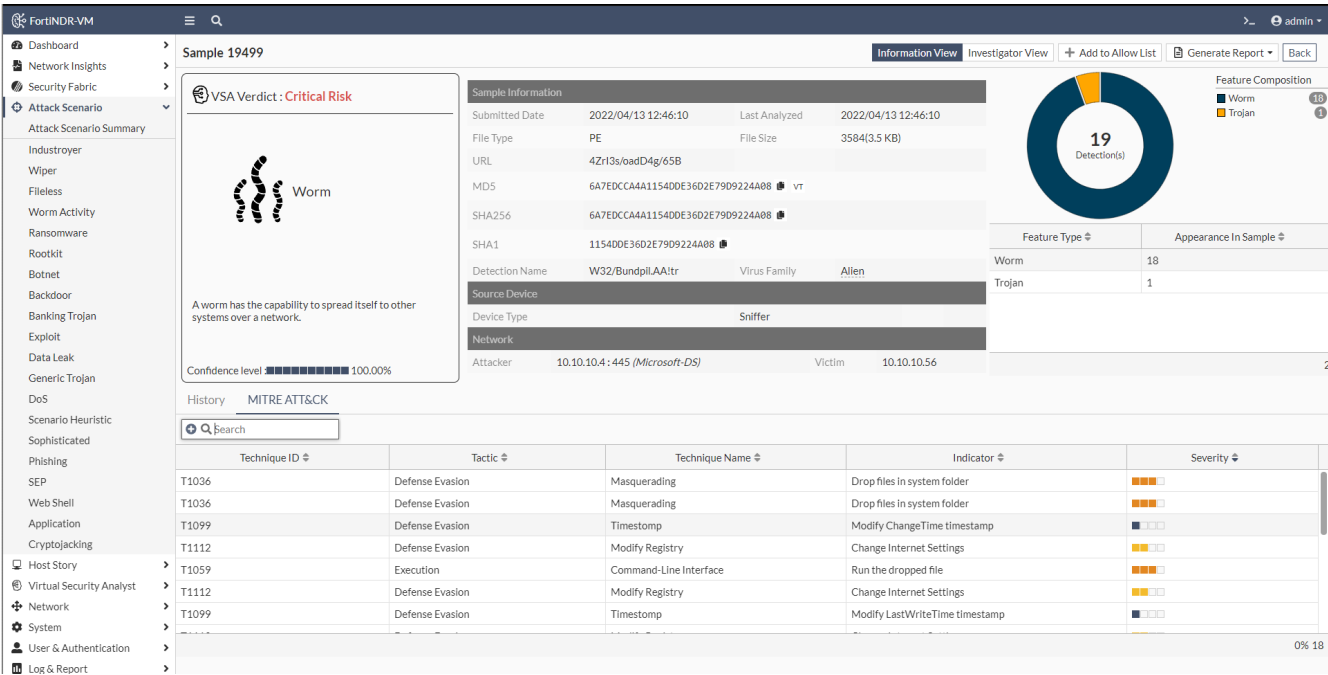 FortiNDR-VM
>_ admin
Dashboard
Network Insights
Security Fabric
Attack Scenario
Attack Scenario Summary
Industroyer
Wiper
Fileless
Worm Activity
Ransomware
Rootkit
Botnet
Backdoor
Banking Trojan
Exploit
Data Leak
Generic Trojan
DoS
Scenario Heuristic
Sophisticated
Phishing
SEP
Web Shell
Application
Cryptojacking
Host Story
Virtual Security Analyst
Network
System
User & Authentication
Log & Report
Sample 19499
Information View Investigator View + Add to Allow List Generate Report Back
VSA Verdict : Critical Risk
Worm
A worm has the capability to spread itself to other
systems over a network.
Confidence level : 100.00%
Sample Information
Submitted Date 2022/04/13 12:46:10 Last Analyzed 2022/04/13 12:46:10
File Type PE File Size 3584(3.5 KB)
URL 4ZrI3s/oadD4g/65B
MD5 6A7EDCCA4A1154DDE36D2E79D9224A08 VT
SHA256 6A7EDCCA4A1154DDE36D2E79D9224A08
SHA1 1154DDE36D2E79D9224A08
Detection Name W32/Bundpil.AA!tr Virus Family Alien
Source Device
Device Type Sniffer
Network
Attacker 10.10.10.4 : 445 (Microsoft-DS) Victim 10.10.10.56
19
Detection(s)
Feature Composition
Worm 18
Trojan 1
Feature Type Appearance In Sample
Worm 18
Trojan 1
2
History MITRE ATT&CK
Search
Technique ID Tactic Technique Name Indicator Severity
T1036 Defense Evasion Masquerading Drop files in system folder
T1036 Defense Evasion Masquerading Drop files in system folder
T1099 Defense Evasion Timestomp Modify ChangeTime timestamp
T1112 Defense Evasion Modify Registry Change Internet Settings
T1059 Execution Command-Line Interface Run the dropped file
T1112 Defense Evasion Modify Registry Change Internet Settings
T1099 Defense Evasion Timestomp Modify LastWriteTime timestamp
0% 18